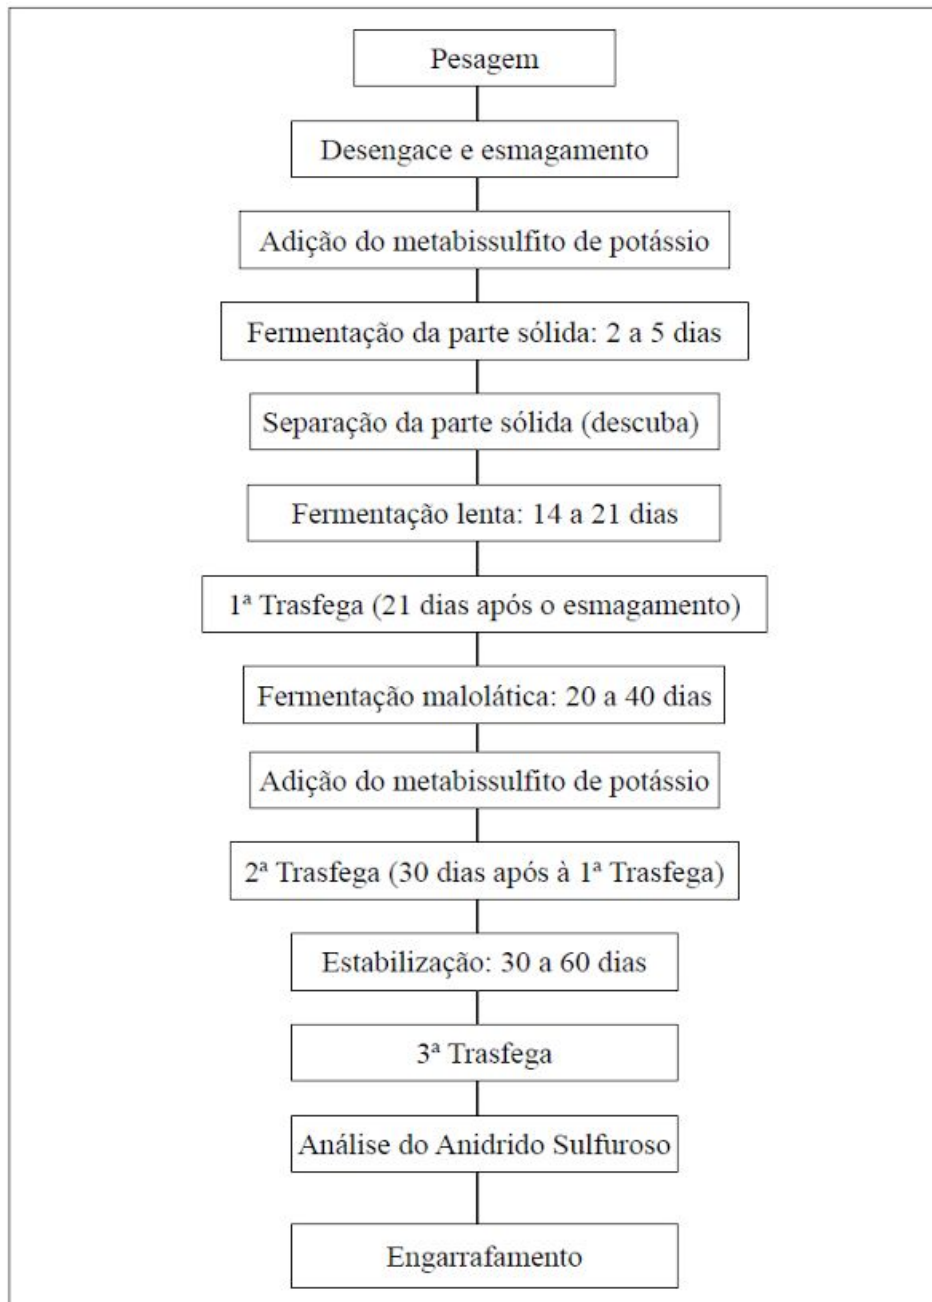 Pesagem
Desengace e esmagamento
Adição do metabissulfito de potássio
Fermentação da parte sólida: 2 a 5 dias
Separação da parte sólida (descuba)
Fermentação lenta: 14 a 21 dias
1ª Trasfega (21 dias após o esmagamento)
Fermentação malolática: 20 a 40 dias
Adição do metabissulfito de potássio
2ª Trasfega (30 dias após à 1ª Trasfega)
Estabilização: 30 a 60 dias
3ª Trasfega
Análise do Anidrido Sulfuroso
Engarrafamento